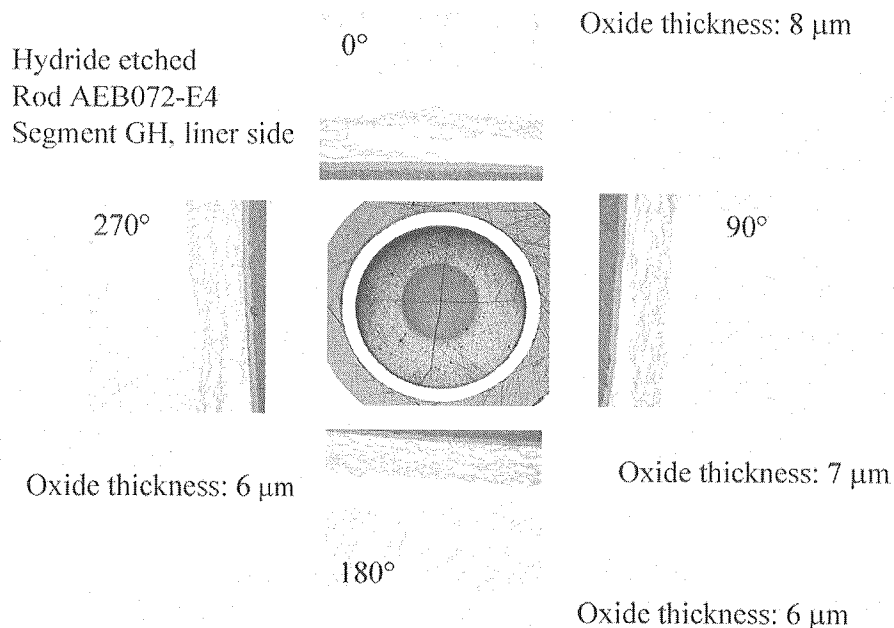 Oxide thickness: 8 μm
0°
Hydride etched
Rod AEB072-E4
Segment GH, liner side
270°
90°
Oxide thickness: 6 μm
Oxide thickness: 7 μm
180°
Oxide thickness: 6 μm